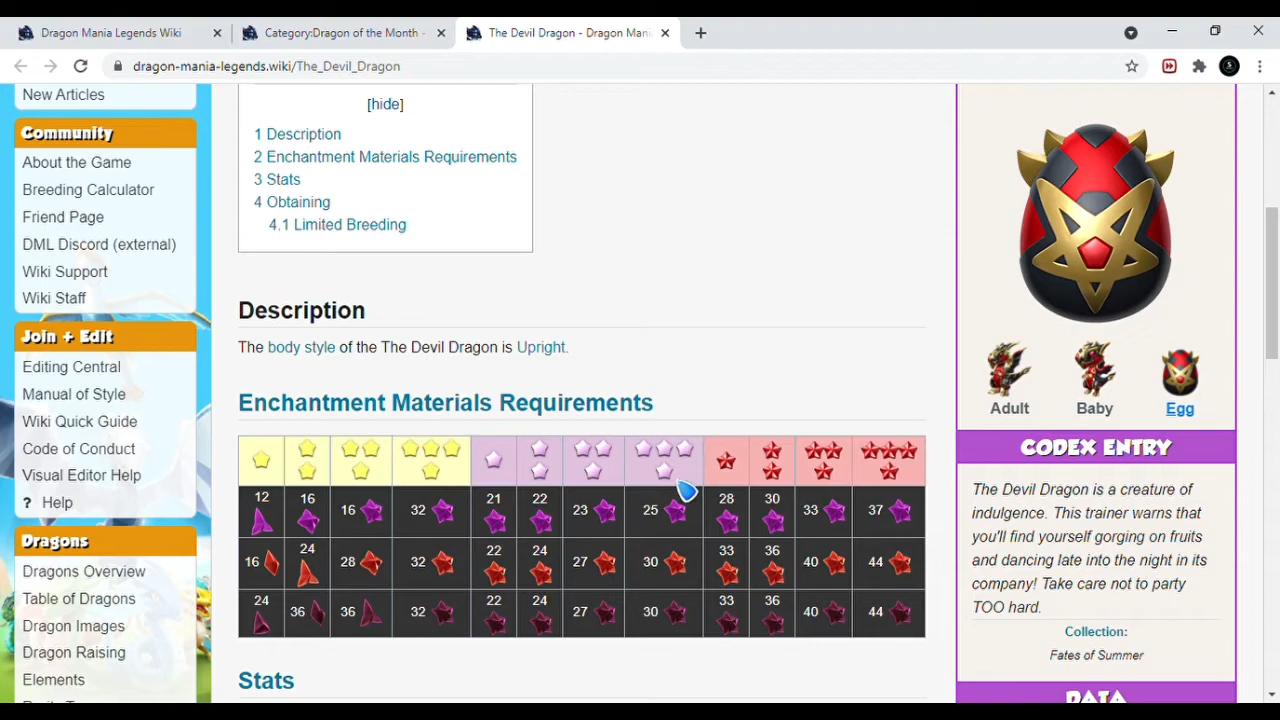 Dragon Mania Legends Wiki
Category:Dragon of the Month -
The Devil Dragon - Dragon Mani
dragon-mania-legends.wiki/The_Devil_Dragon
New Articles
Community
About the Game
Breeding Calculator
Friend Page
DML Discord (external)
Wiki Support
Wiki Staff
Join + Edit
Editing Central
Manual of Style
Wiki Quick Guide
Code of Conduct
Visual Editor Help
? Help
Dragons
Dragons Overview
Table of Dragons
Dragon Images
Dragon Raising
Elements
[hide]
1 Description
2 Enchantment Materials Requirements
3 Stats
4 Obtaining
4.1 Limited Breeding
Description
The body style of the The Devil Dragon is Upright.
Enchantment Materials Requirements
12 16 16 32 21 22 23 25 28 30 33 37
16 24 28 32 22 24 27 30 33 36 40 44
24 36 36 32 22 24 27 30 33 36 40 44
Stats
Adult Baby Egg
CODEX ENTRY
The Devil Dragon is a creature of
indulgence. This trainer warns that
you'll find yourself gorging on fruits
and dancing late into the night in its
company! Take care not to party
TOO hard.
Collection:
Fates of Summer
DATA